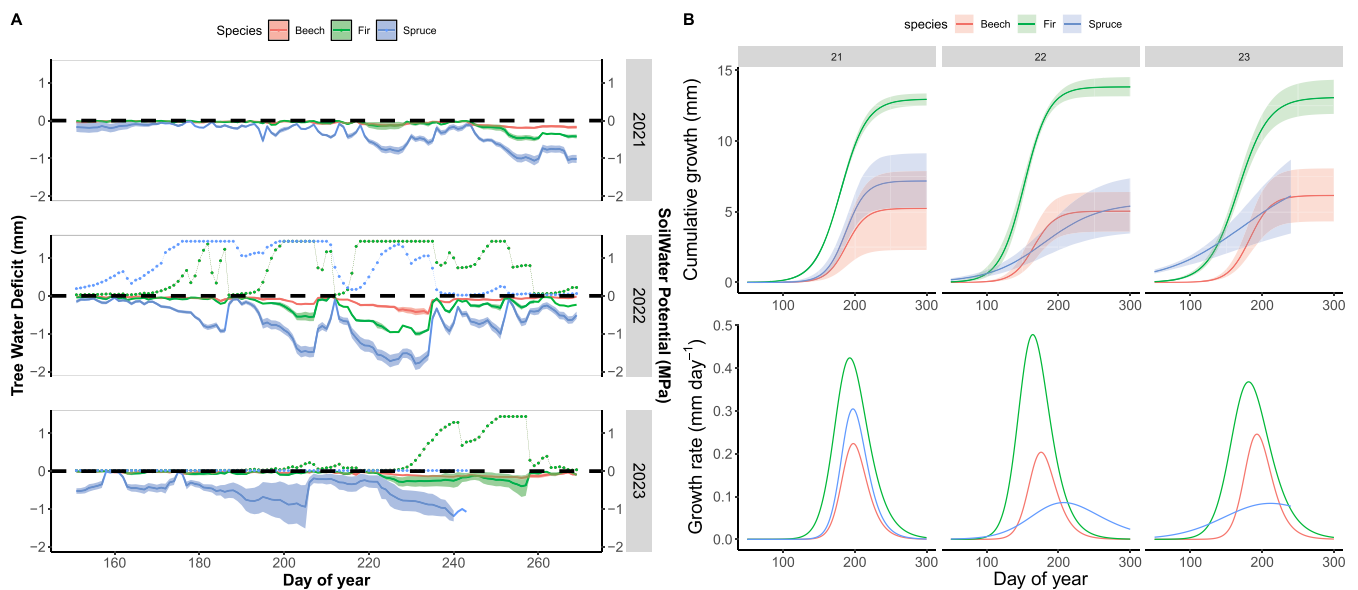 A
Species Beech Fir Spruce
1
0
−1
−2
1
0
−1
−2
2021
1
0
−1
−2
1
0
−1
−2
2022
1
0
−1
−2
1
0
−1
−2
2023
160 180 200 220 240 260
Day of year
Tree Water Deficit (mm)
SoilWater Potential (MPa)
B
species Beech Fir Spruce
21 22 23
15
10
5
0
Cumulative growth (mm)
100 200 300 100 200 300 100 200 300
0.5
0.4
0.3
0.2
0.1
0.0
Growth rate (mm day−1)
100 200 300 100 200 300 100 200 300
Day of year